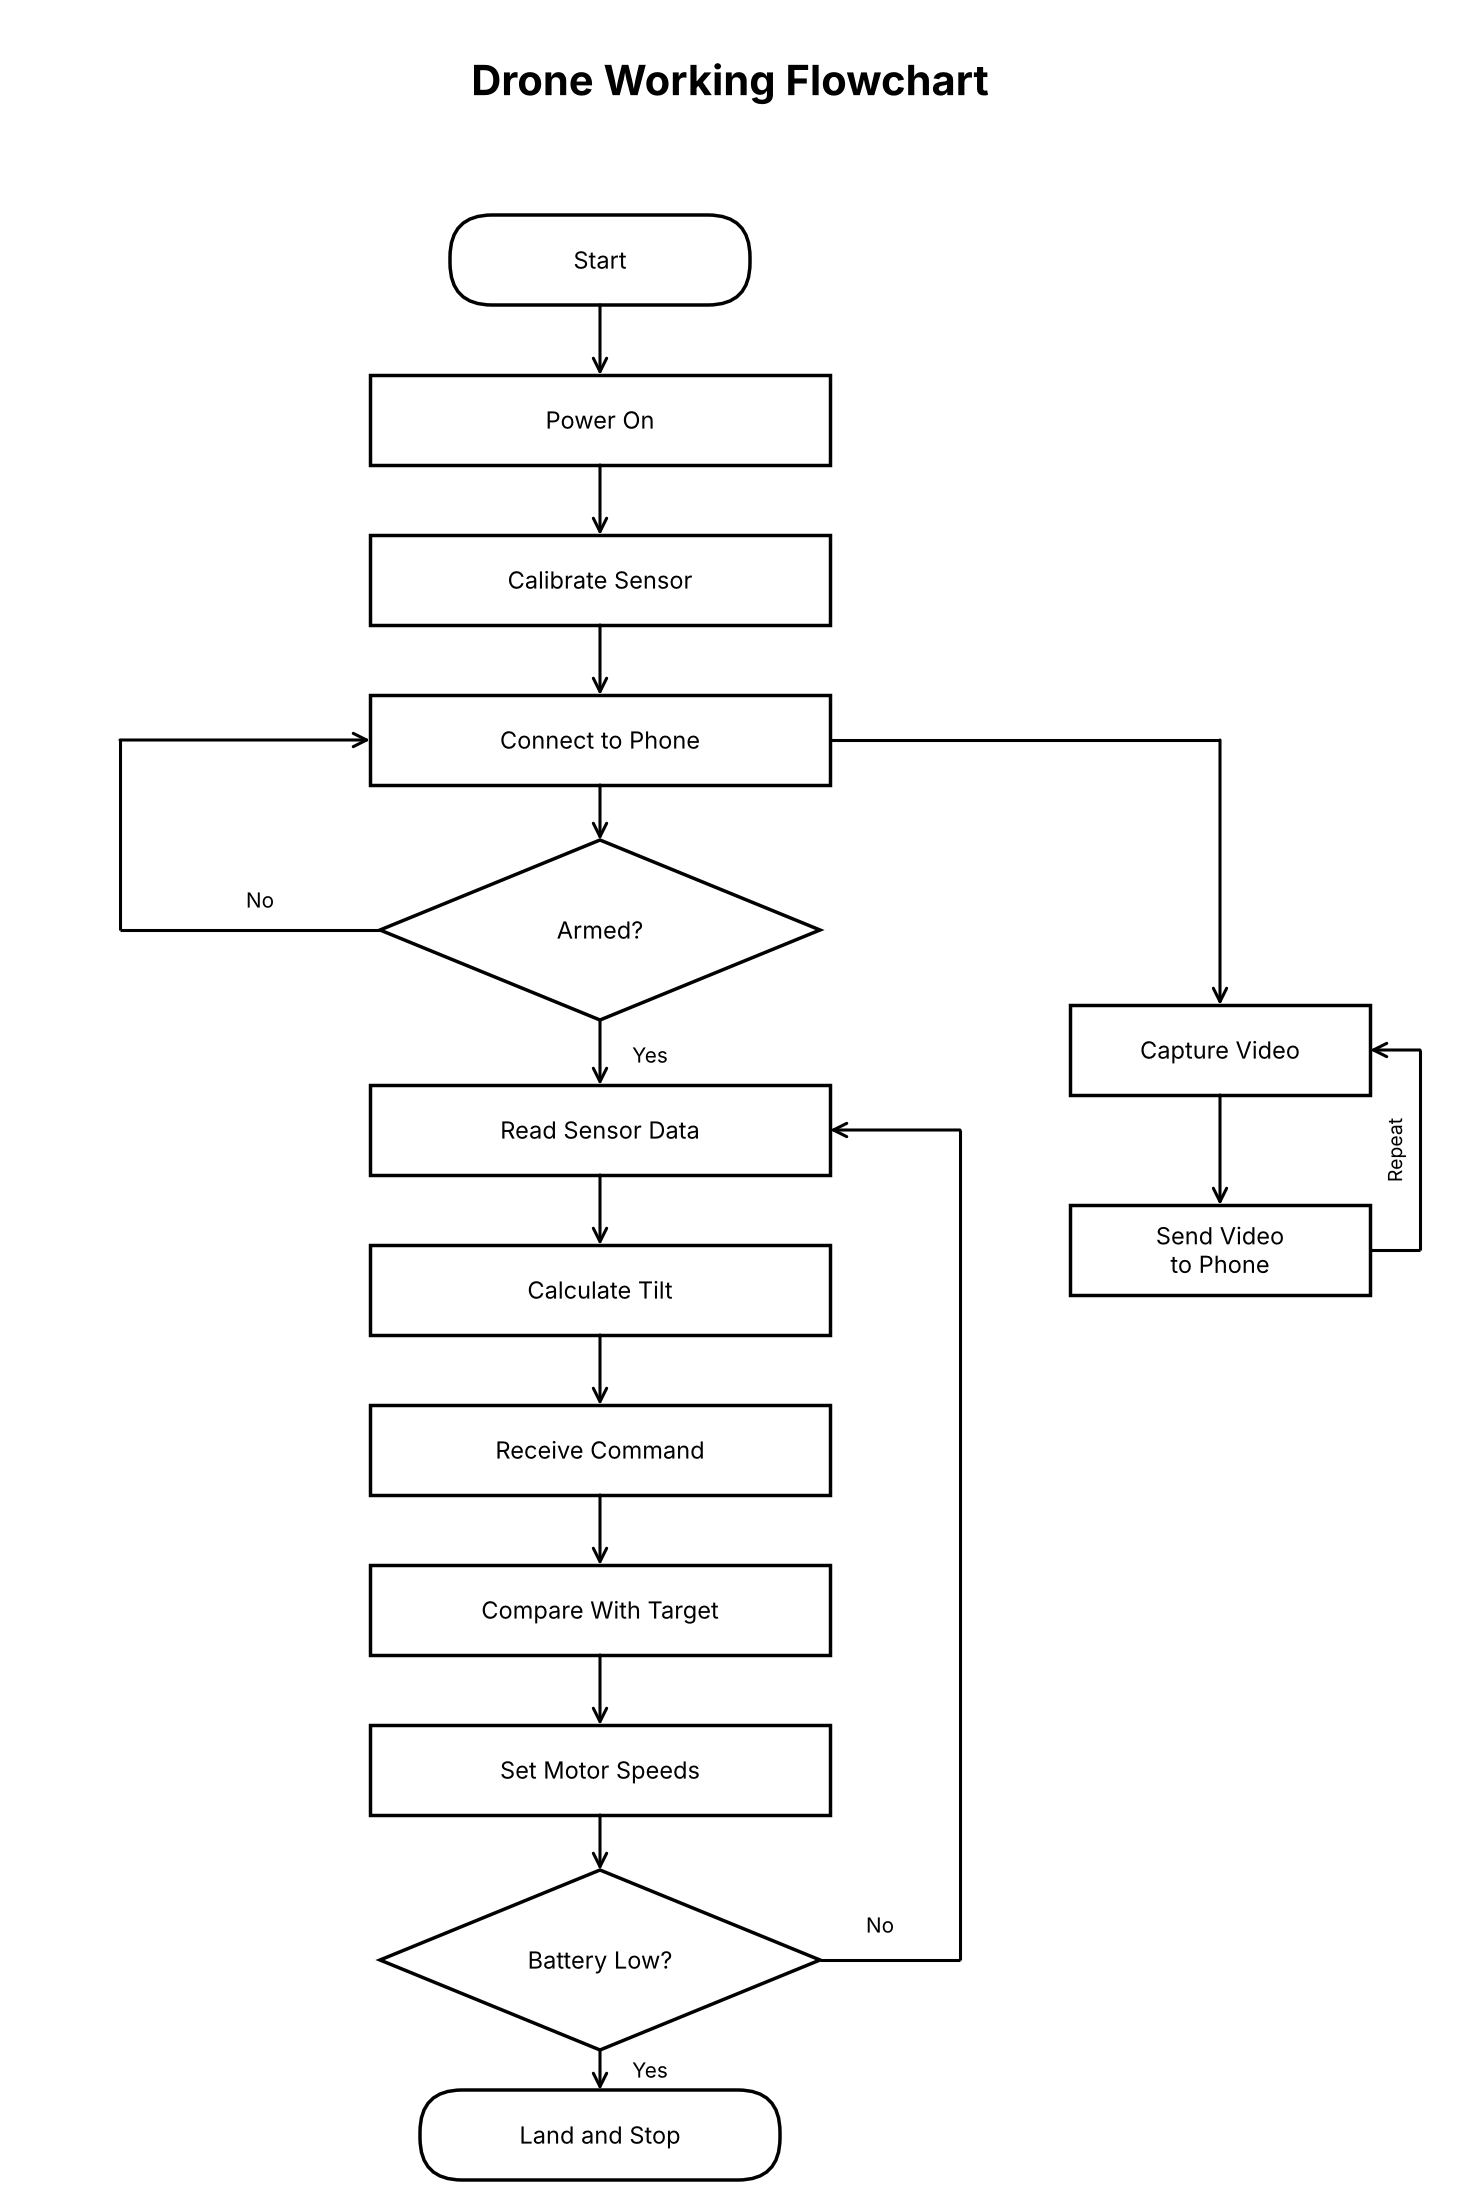 Drone Working Flowchart
Start
Power On
Calibrate Sensor
Connect to Phone
No
Armed?
Yes
Read Sensor Data
Calculate Tilt
Receive Command
Compare With Target
Set Motor Speeds
Battery Low?
No
Yes
Land and Stop
Capture Video
Repeat
Send Video
to Phone